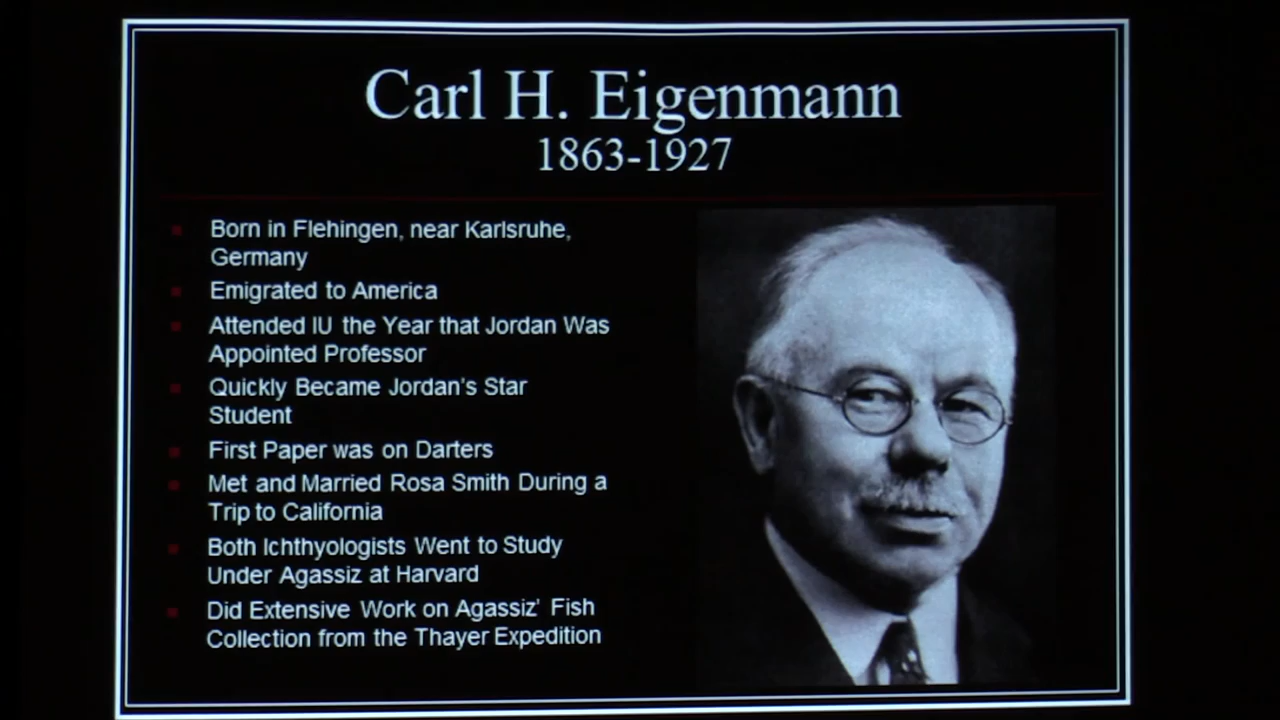 Carl H. Eigenmann
1863-1927
Born in Flehingen, near Karlsruhe,
Germany
Emigrated to America
Attended IU the Year that Jordan Was
Appointed Professor
Quickly Became Jordan's Star
Student
First Paper was on Darters
Met and Married Rosa Smith During a
Trip to California
Both Ichthyologists Went to Study
Under Agassiz at Harvard
Did Extensive Work on Agassiz' Fish
Collection from the Thayer Expedition